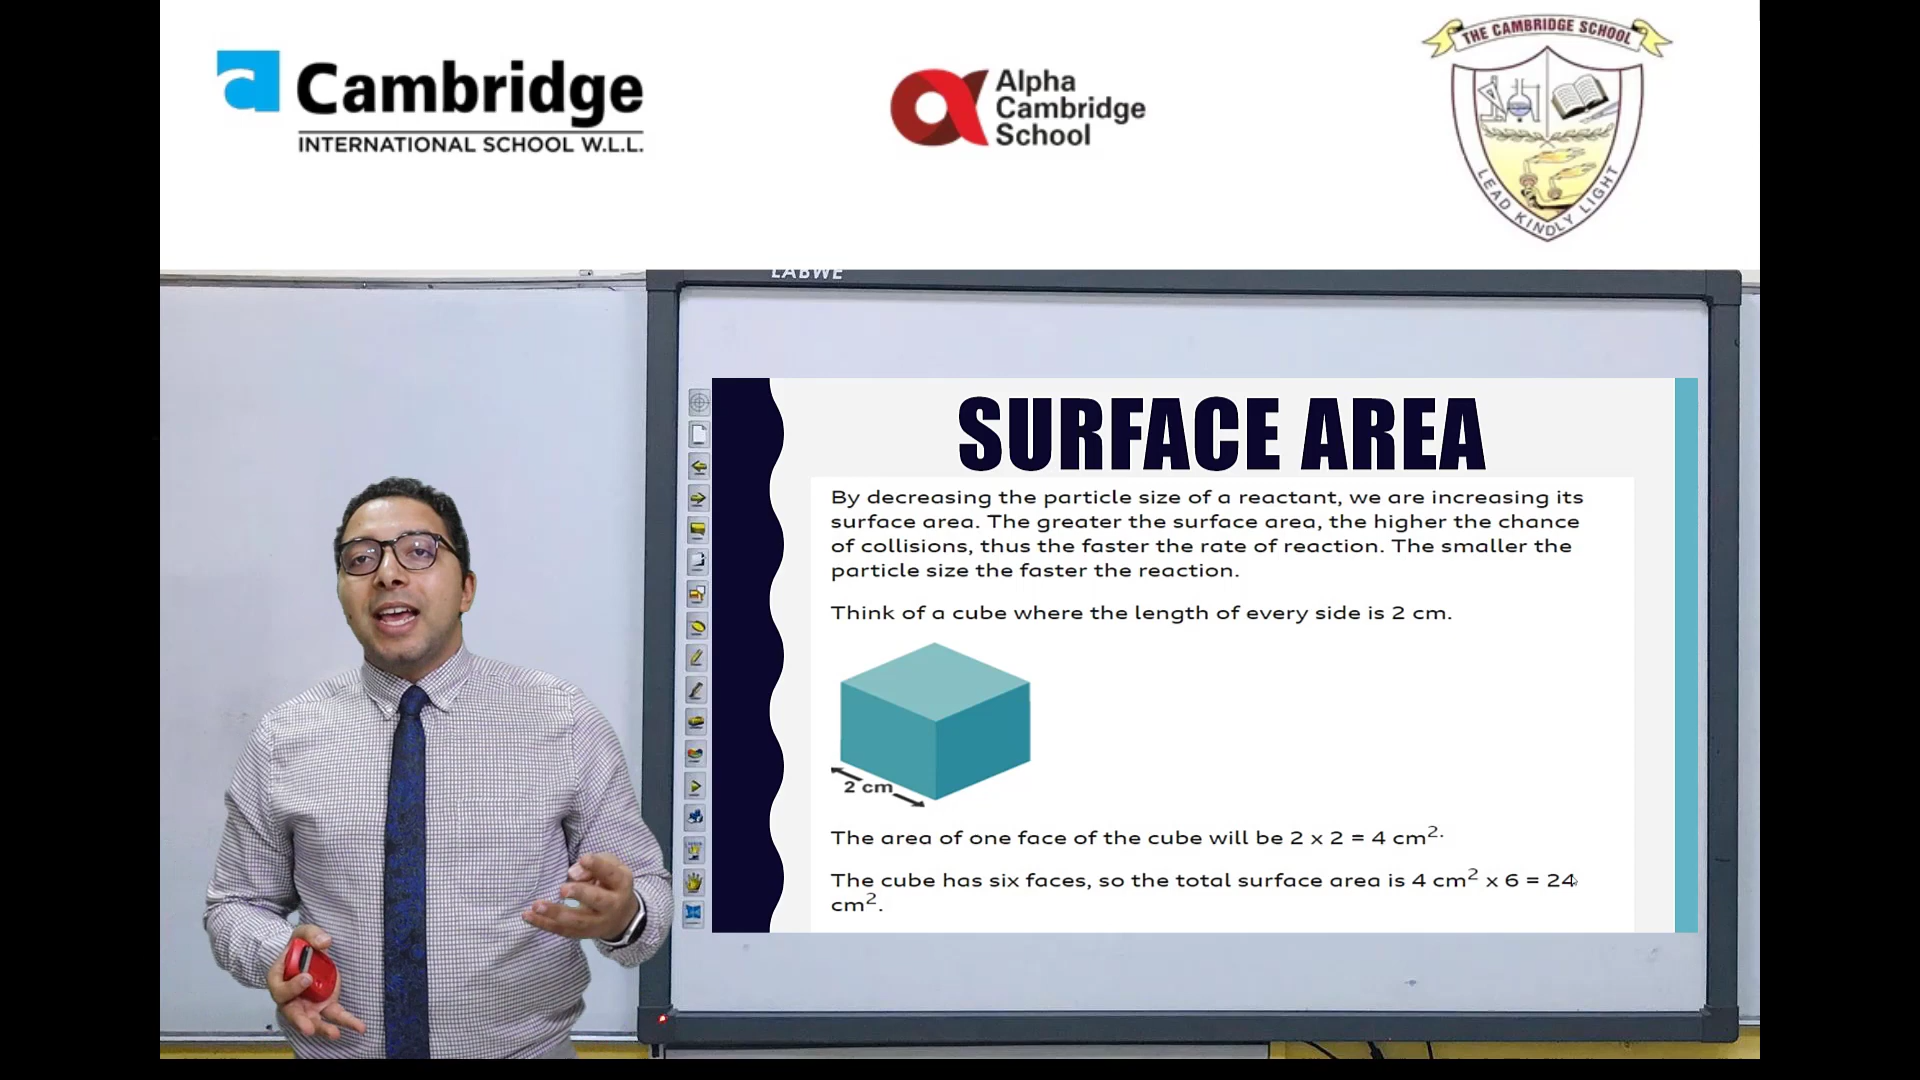 Cambridge
INTERNATIONAL SCHOOL W.L.L.
Alpha
Cambridge
School
THE CAMBRIDGE SCHOOL
LEAD KINDLY LIGHT
LABWE
SURFACE AREA
By decreasing the particle size of a reactant, we are increasing its
surface area. The greater the surface area, the higher the chance
of collisions, thus the faster the rate of reaction. The smaller the
particle size the faster the reaction.
Think of a cube where the length of every side is 2 cm.
2 cm
The area of one face of the cube will be 2 x 2 = 4 cm².
The cube has six faces, so the total surface area is 4 cm² x 6 = 24
cm².